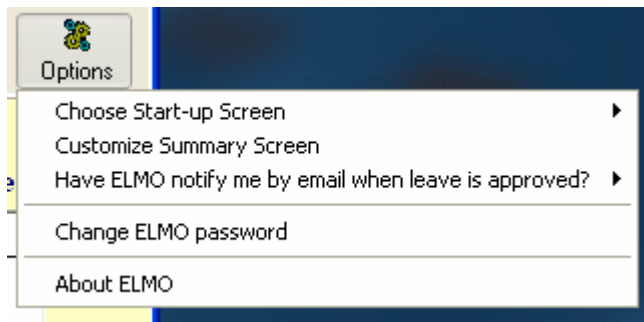 Options
Choose Start-up Screen
Customize Summary Screen
Have ELMO notify me by email when leave is approved?
e
Change ELMO password
About ELMO